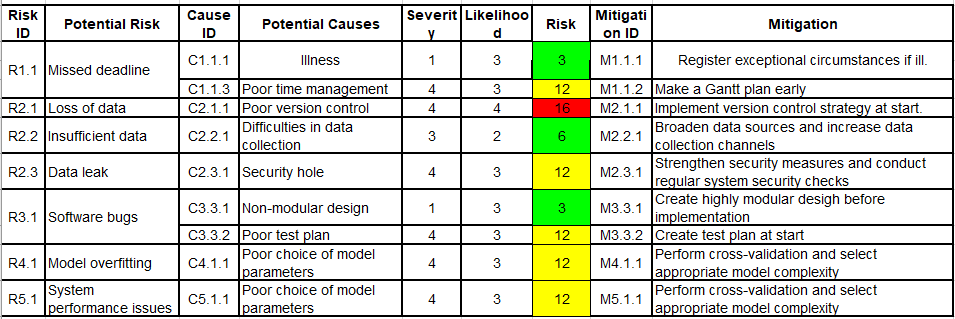 Risk ID Potential Risk Cause ID Potential Causes Severit y Likelihoo d Risk Mitigati on ID Mitigation
R1.1 Missed deadline C1.1.1 Illness 1 3 3 M1.1.1 Register exceptional circumstances if ill.
C1.1.3 Poor time management 4 3 12 M1.1.2 Make a Gantt plan early
R2.1 Loss of data C2.1.1 Poor version control 4 4 16 M2.1.1 Implement version control strategy at start.
R2.2 Insufficient data C2.2.1 Difficulties in data collection 3 2 6 M2.2.1 Broaden data sources and increase data collection channels
R2.3 Data leak C2.3.1 Security hole 4 3 12 M2.3.1 Strengthen security measures and conduct regular system security checks
R3.1 Software bugs C3.3.1 Non-modular design 1 3 3 M3.3.1 Create highly modular desigh before implementation
C3.3.2 Poor test plan 4 3 12 M3.3.2 Create test plan at start
R4.1 Model overfitting C4.1.1 Poor choice of model parameters 4 3 12 M4.1.1 Perform cross-validation and select appropriate model complexity
R5.1 System performance issues C5.1.1 Poor choice of model parameters 4 3 12 M5.1.1 Perform cross-validation and select appropriate model complexity